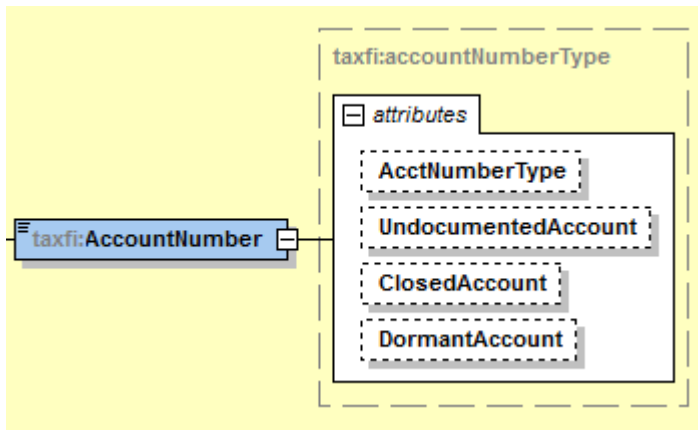 taxfi:accountNumberType
attributes
AcctNumberType
UndocumentedAccount
ClosedAccount
DormantAccount
taxfi:AccountNumber